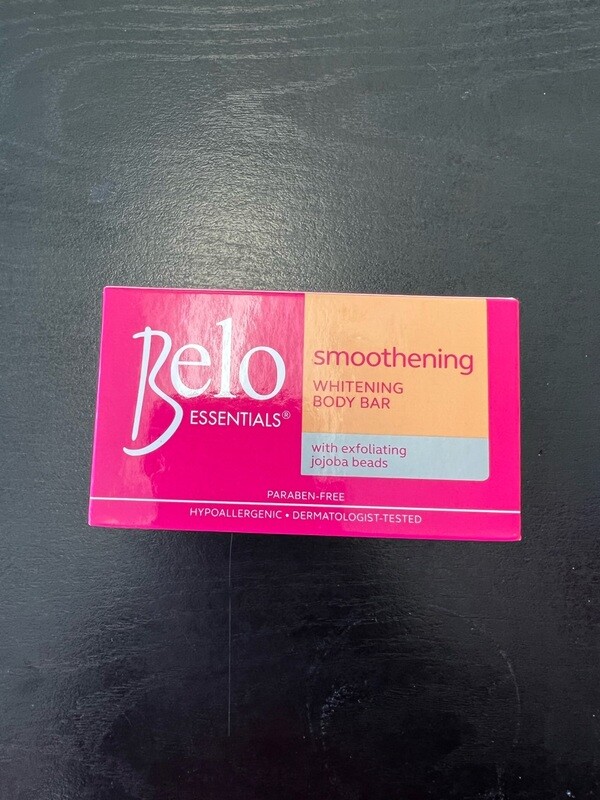 Belo
ESSENTIALS®
smoothening
WHITENING
BODY BAR
with exfoliating
jojoba beads
PARABEN-FREE
HYPOALLERGENIC • DERMATOLOGIST-TESTED